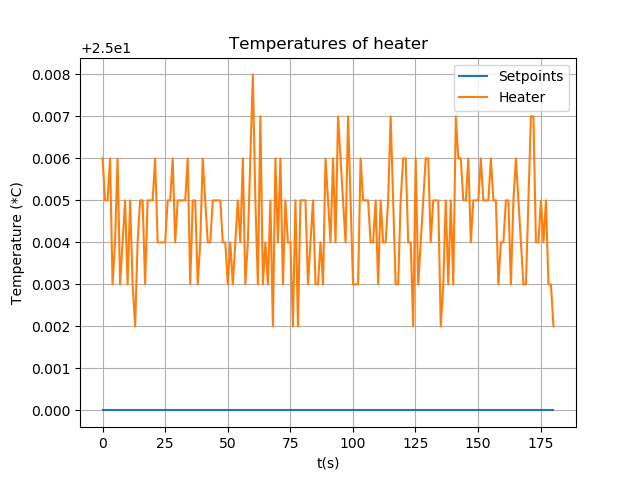 Temperatures of heater
+2.5e1
Setpoints
Heater
0.008
0.007
0.006
0.005
0.004
0.003
0.002
0.001
0.000
Temperature (*C)
0 25 50 75 100 125 150 175
t(s)